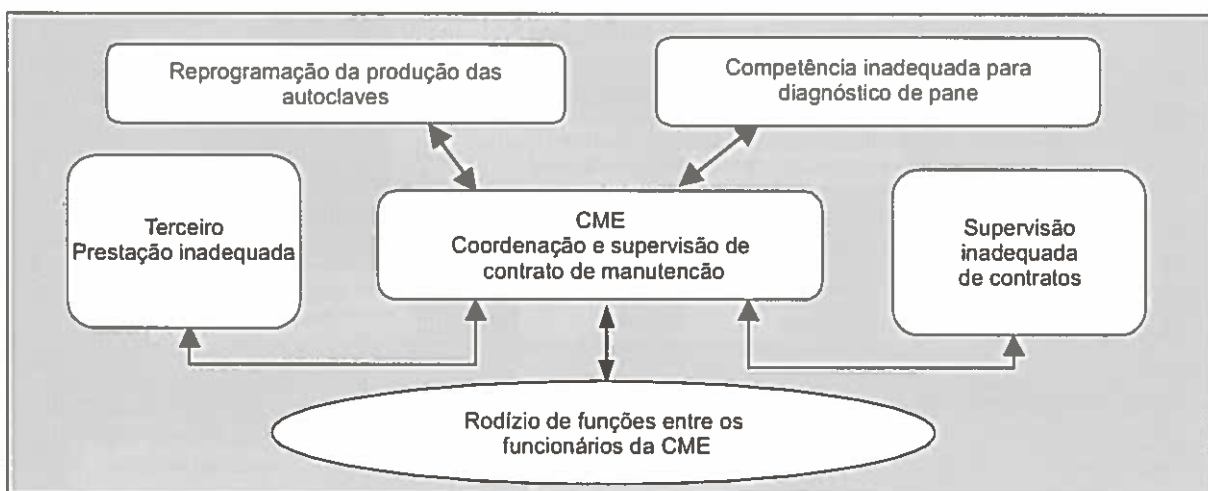 Reprogramação da produção das
autoclaves
Competência inadequada para
diagnóstico de pane
Terceiro
Prestação inadequada
CME
Coordenação e supervisão de
contrato de manutencão
Supervisão
inadequada
de contratos
Rodízio de funções entre os
funcionários da CME